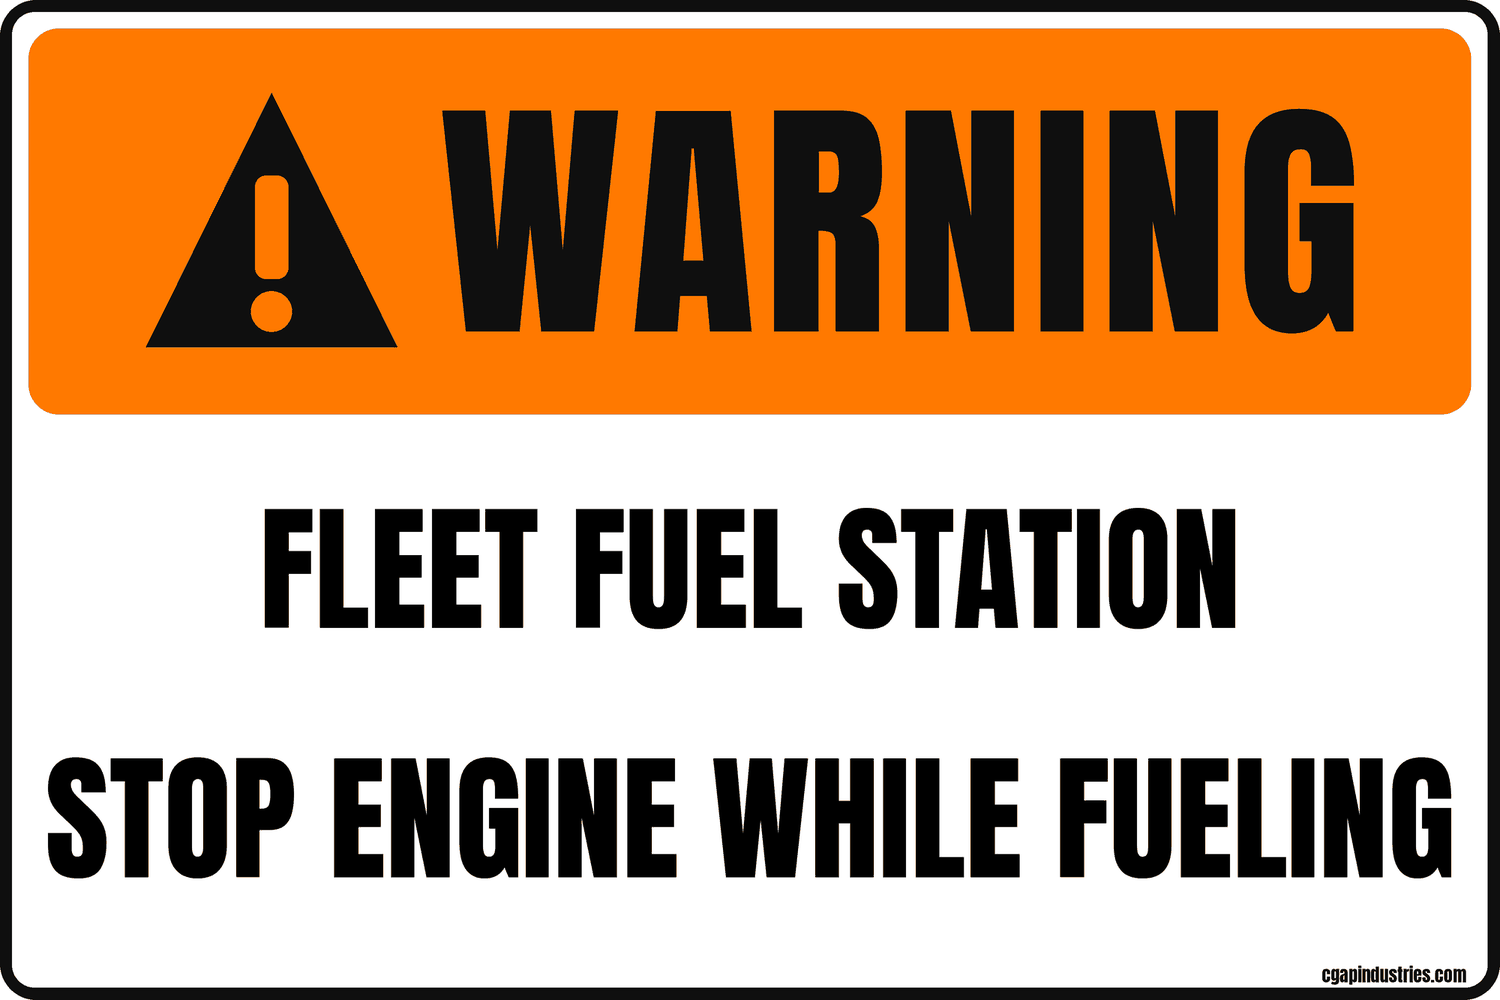 WARNING
FLEET FUEL STATION
STOP ENGINE WHILE FUELING
cgapindustries.com